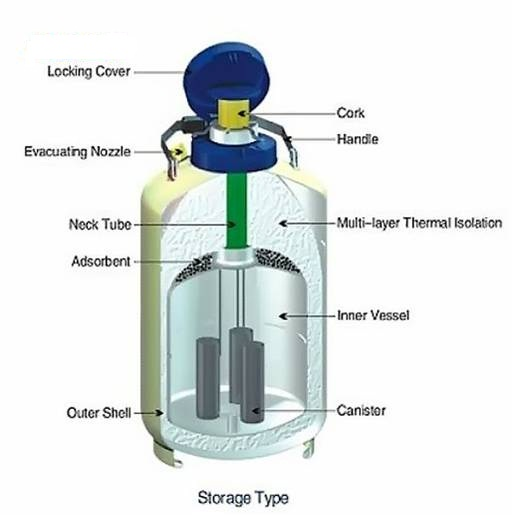 Locking Cover
Cork
Handle
Evacuating Nozzle
Neck Tube
Multi-layer Thermal Isolation
Adsorbent
Inner Vessel
Outer Shell
Canister
Storage Type